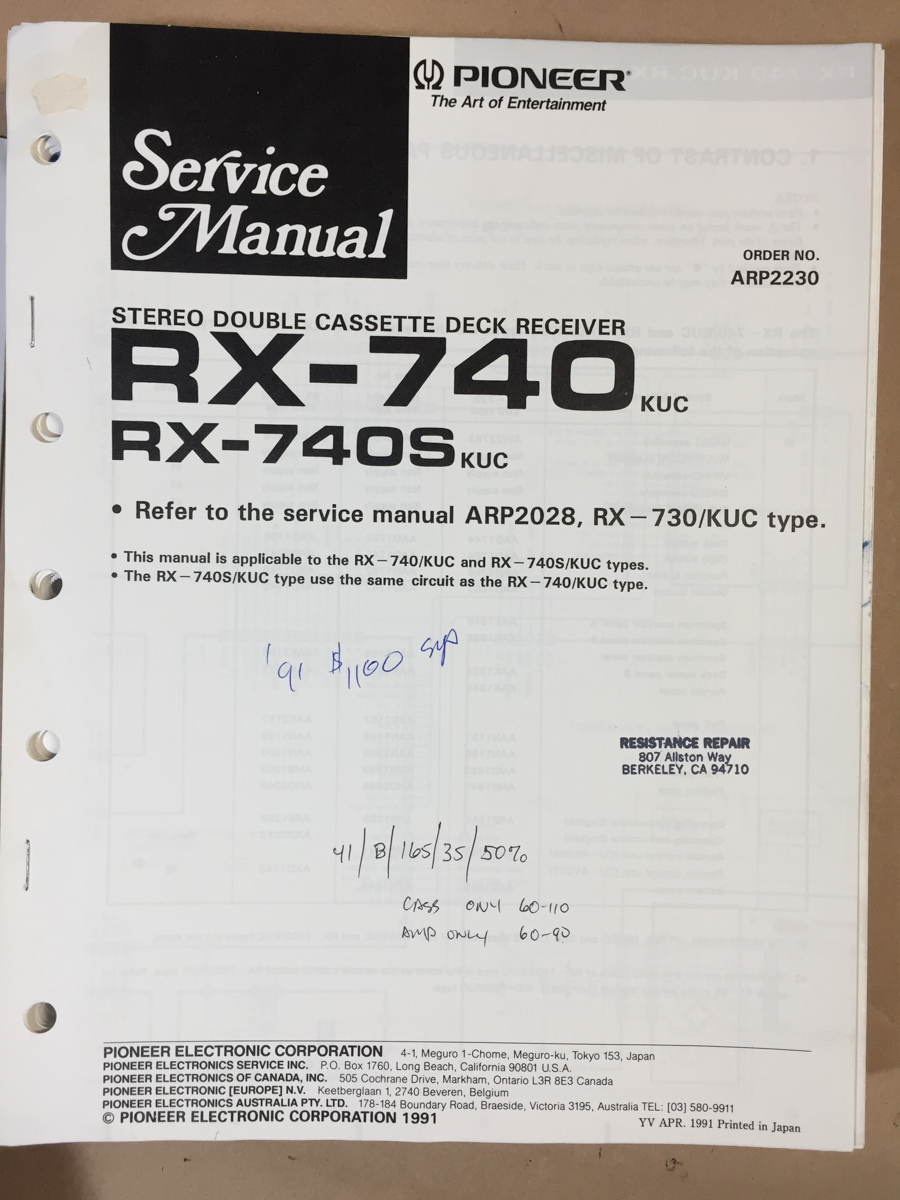 Service
Manual
PIONEER®
The Art of Entertainment
ORDER NO.
ARP2230
STEREO DOUBLE CASSETTE DECK RECEIVER
RX-740 KUC
RX-740S KUC
• Refer to the service manual ARP2028, RX－730/KUC type.
• This manual is applicable to the RX－740/KUC and RX－740S/KUC types.
• The RX－740S/KUC type use the same circuit as the RX－740/KUC type.
'91 $1100
RESISTANCE REPAIR
807 Allston Way
BERKELEY, CA 94710
41/B/165/35/50%
CASS ONLY 60-110
AMP ONLY 60-90
PIONEER ELECTRONIC CORPORATION 4-1, Meguro 1-Chome, Meguro-ku, Tokyo 153, Japan
PIONEER ELECTRONICS SERVICE INC. P.O. Box 1760, Long Beach, California 90801 U.S.A.
PIONEER ELECTRONICS OF CANADA, INC. 505 Cochrane Drive, Markham, Ontario L3R 8E3 Canada
PIONEER ELECTRONIC [EUROPE] N.V. Keetberglaan 1, 2740 Beveren, Belgium
PIONEER ELECTRONICS AUSTRALIA PTY. LTD. 178-184 Boundary Road, Braeside, Victoria 3195, Australia TEL: [03] 580-9911
© PIONEER ELECTRONIC CORPORATION 1991
YV APR. 1991 Printed in Japan